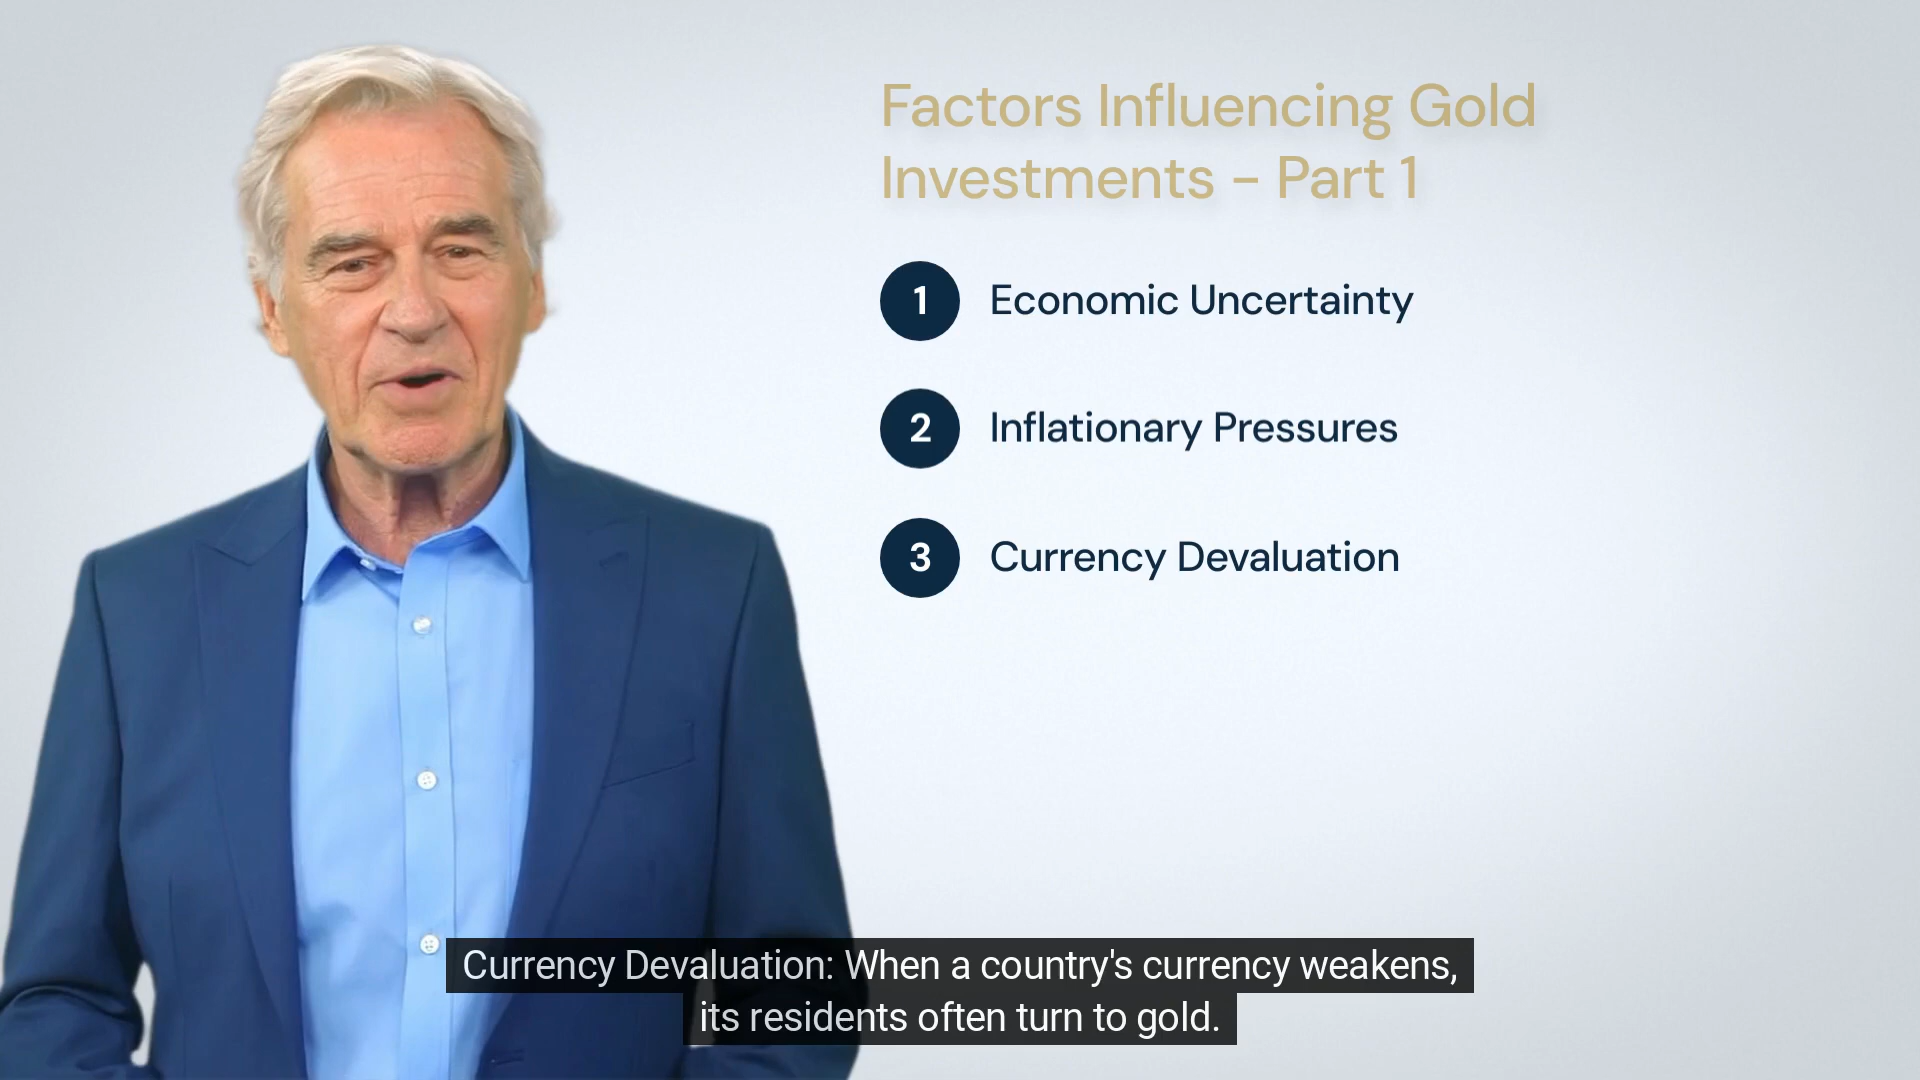 Factors Influencing Gold
Investments - Part 1
1 Economic Uncertainty
2 Inflationary Pressures
3 Currency Devaluation
Currency Devaluation: When a country's currency weakens,
its residents often turn to gold.